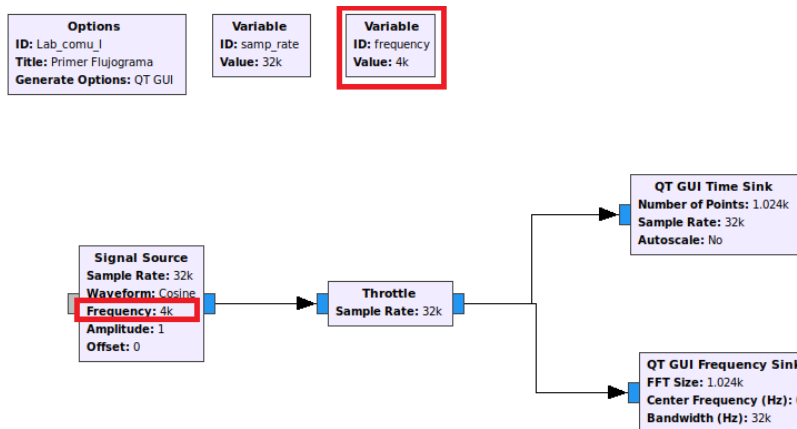 Options
ID: Lab_comu_I
Title: Primer Flujograma
Generate Options: QT GUI
Variable
ID: samp_rate
Value: 32k
Variable
ID: frequency
Value: 4k
QT GUI Time Sink
Number of Points: 1.024k
Sample Rate: 32k
Autoscale: No
Signal Source
Sample Rate: 32k
Waveform: Cosine
Frequency: 4k
Amplitude: 1
Offset: 0
Throttle
Sample Rate: 32k
QT GUI Frequency Sink
FFT Size: 1.024k
Center Frequency (Hz):
Bandwidth (Hz): 32k